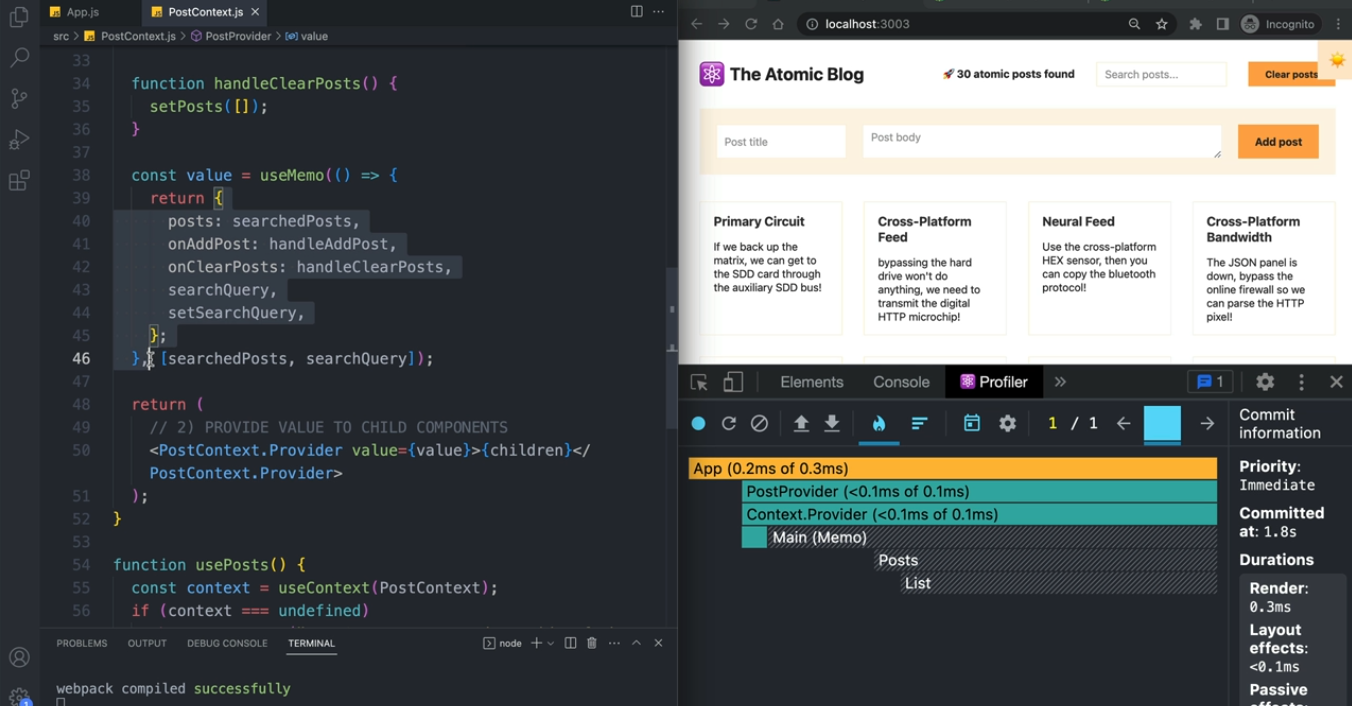 App.js
PostContext.js
src > PostContext.js > PostProvider > value
33
34 function handleClearPosts() {
35 setPosts([]);
36 }
37
38 const value = useMemo(() => {
39 return {
40 posts: searchedPosts,
41 onAddPost: handleAddPost,
42 onClearPosts: handleClearPosts,
43 searchQuery,
44 setSearchQuery,
45 };
46 }, [searchedPosts, searchQuery]);
47
48 return (
49 // 2) PROVIDE VALUE TO CHILD COMPONENTS
50 <PostContext.Provider value={value}>{children}</
PostContext.Provider>
51 );
52 }
53
54 function usePosts() {
55 const context = useContext(PostContext);
56 if (context === undefined)
PROBLEMS OUTPUT DEBUG CONSOLE TERMINAL
node
webpack compiled successfully
1
localhost:3003
Incognito
The Atomic Blog
🚀 30 atomic posts found
Search posts...
Clear posts
Post title
Post body
Add post
Primary Circuit
If we back up the
matrix, we can get to
the SDD card through
the auxiliary SDD bus!
Cross-Platform
Feed
bypassing the hard
drive won't do
anything, we need to
transmit the digital
HTTP microchip!
Neural Feed
Use the cross-platform
HEX sensor, then you
can copy the bluetooth
protocol!
Cross-Platform
Bandwidth
The JSON panel is
down, bypass the
online firewall so we
can parse the HTTP
pixel!
Elements Console Profiler
1
1 / 1
App (0.2ms of 0.3ms)
PostProvider (<0.1ms of 0.1ms)
Context.Provider (<0.1ms of 0.1ms)
Main (Memo)
Posts
List
Commit
information
Priority:
Immediate
Committed
at: 1.8s
Durations
Render:
0.3ms
Layout
effects:
<0.1ms
Passive